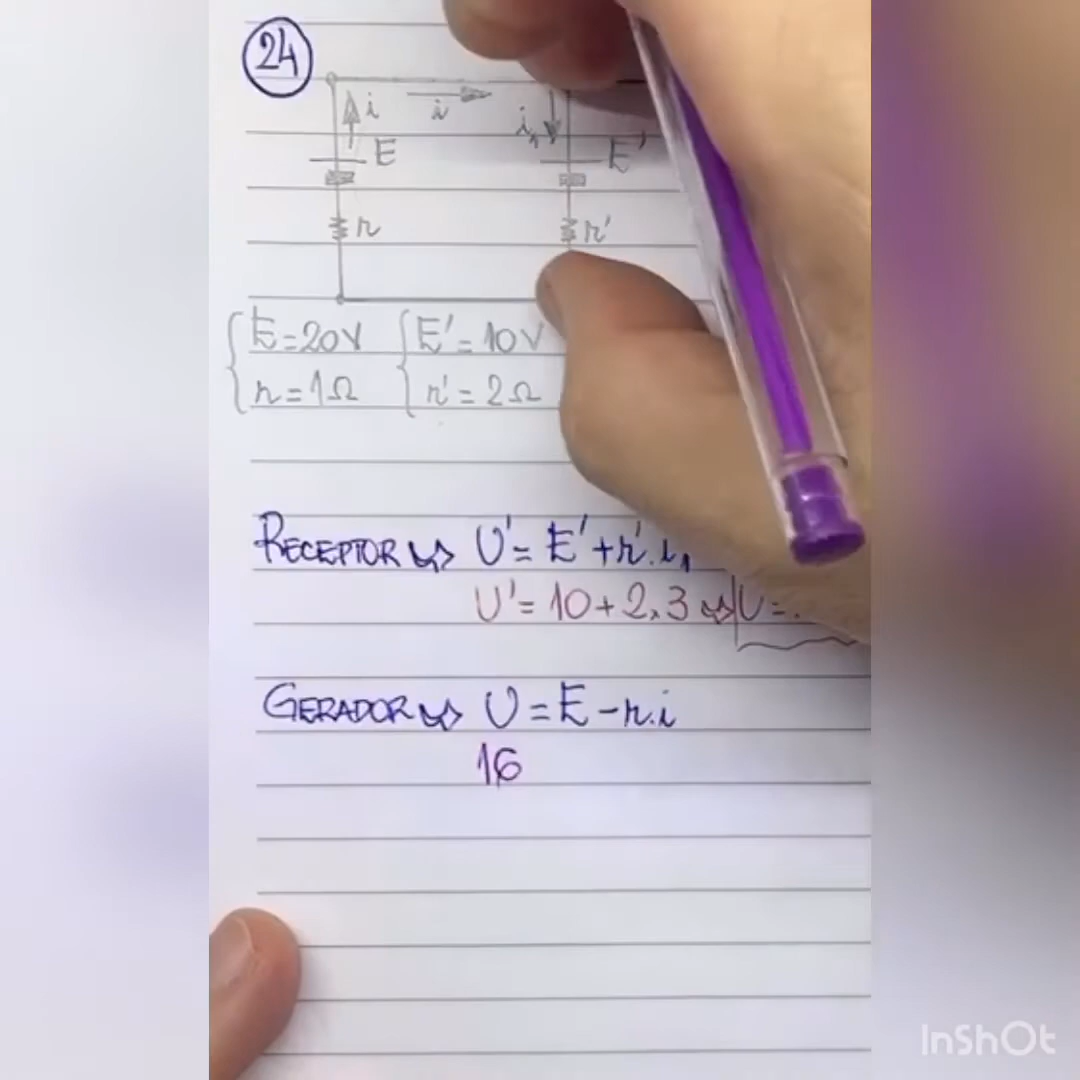 24
i i i₁
E E'
r r'
E=20V E'=10V
r=1Ω r'=2Ω
RECEPTOR ↪ U'=E'+r'.i₁
U'=10+2.3 ↪ U=
GERADOR ↪ U=E-r.i
16
InShOt